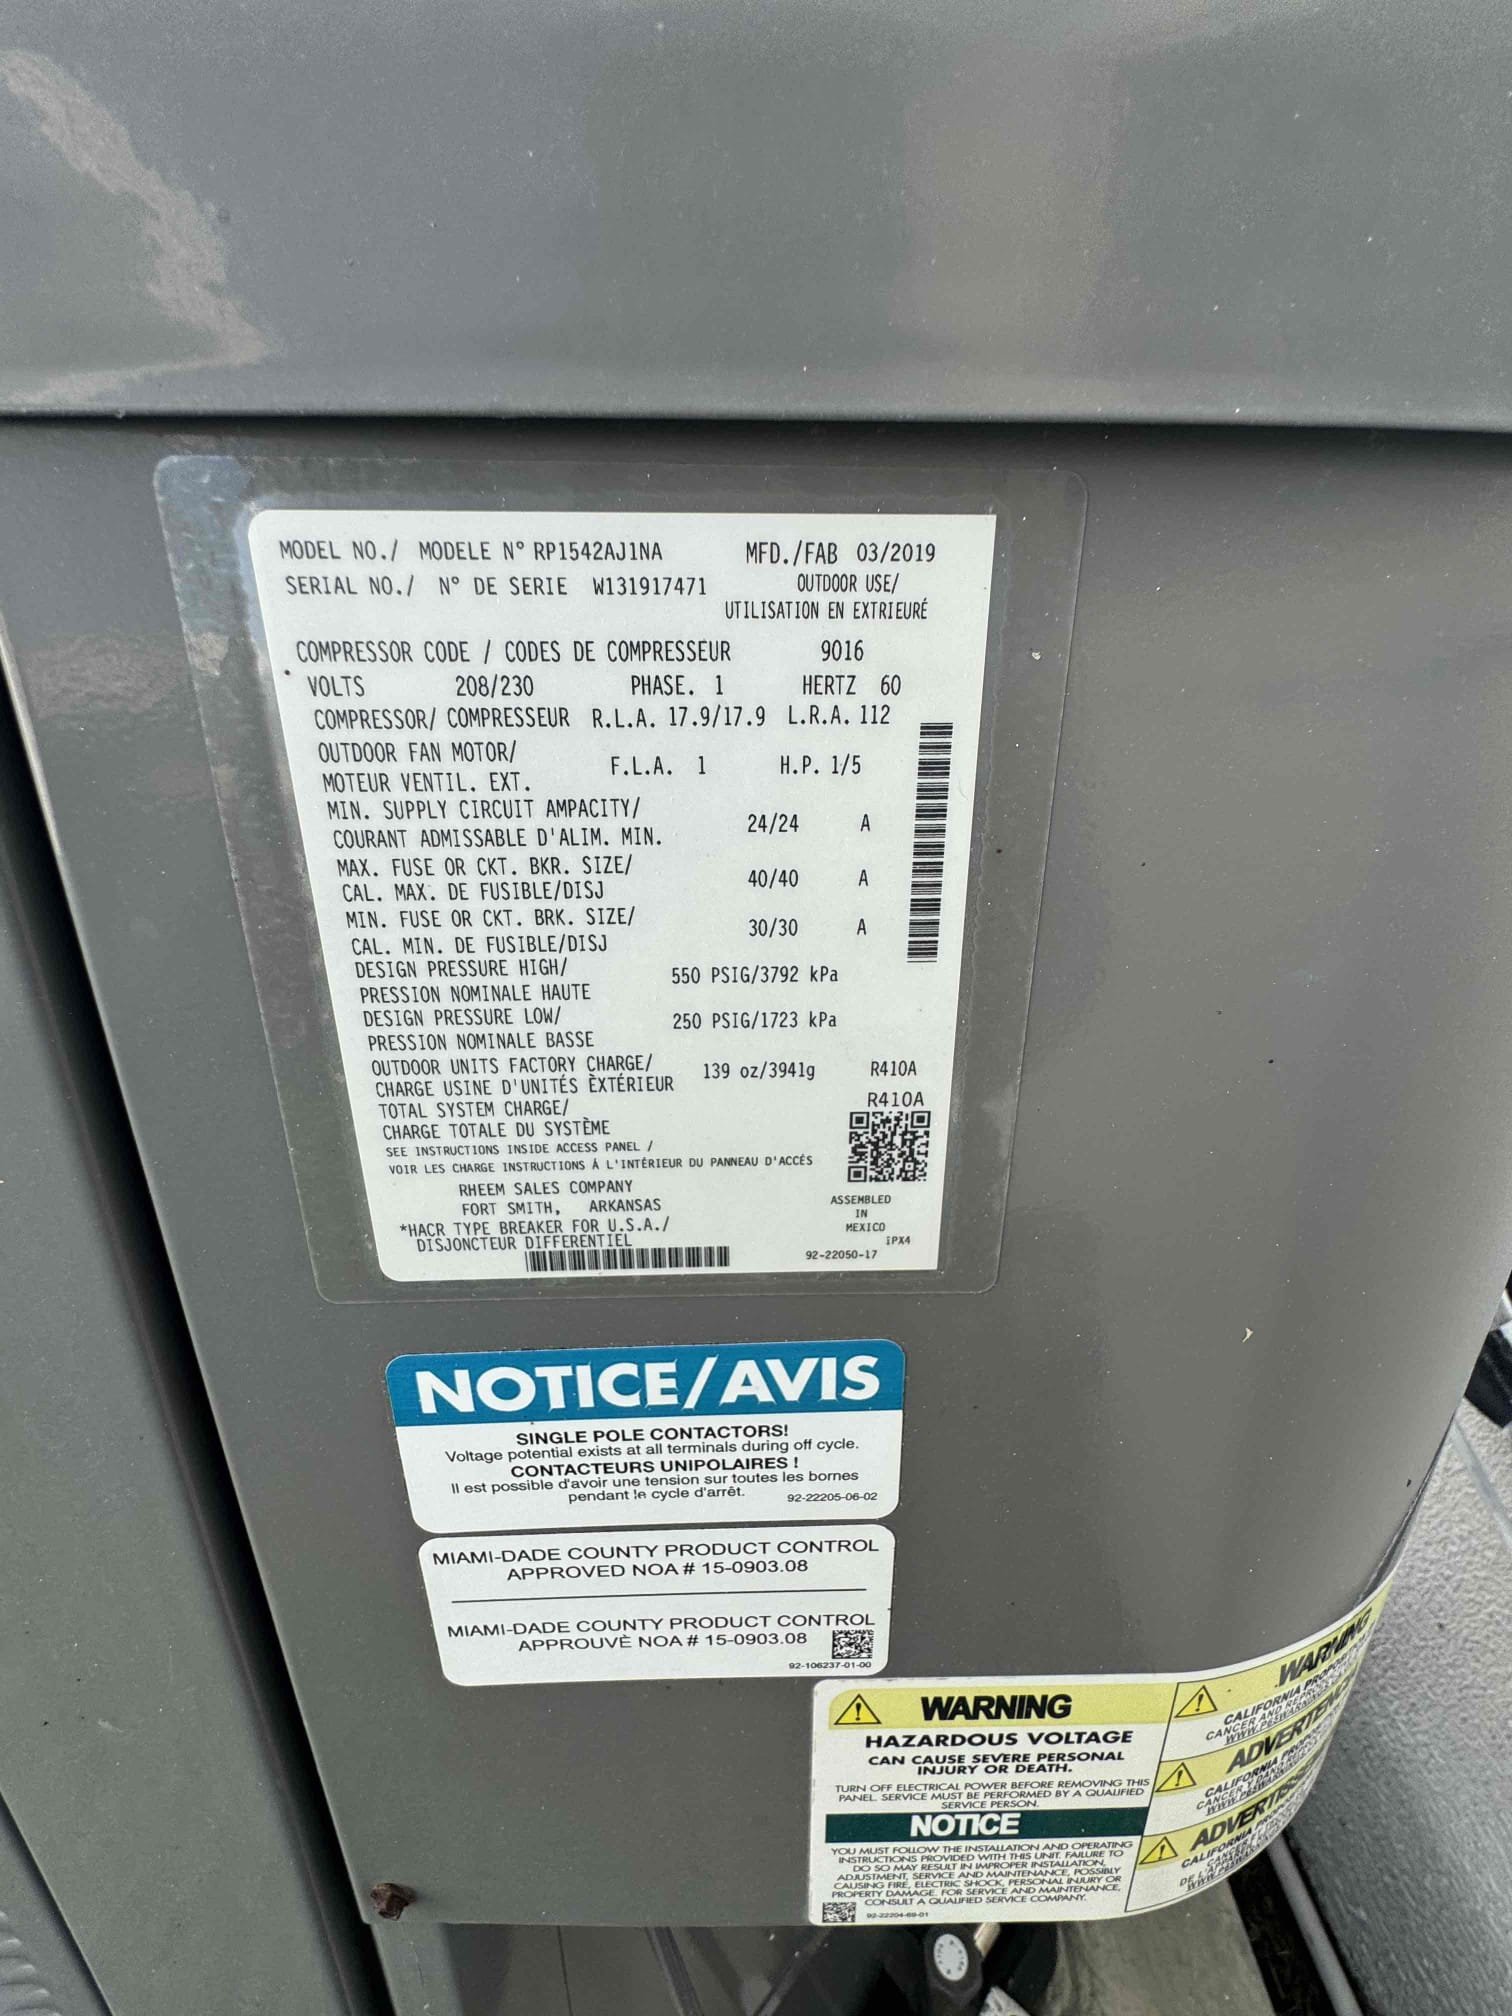 MODEL NO./ MODELE N° RP1542AJ1NA MFD./FAB 03/2019
SERIAL NO./ N° DE SERIE W131917471 OUTDOOR USE/
UTILISATION EN EXTRIEURÉ
COMPRESSOR CODE / CODES DE COMPRESSEUR 9016
VOLTS 208/230 PHASE. 1 HERTZ 60
COMPRESSOR/ COMPRESSEUR R.L.A. 17.9/17.9 L.R.A. 112
OUTDOOR FAN MOTOR/
MOTEUR VENTIL. EXT. F.L.A. 1 H.P. 1/5
MIN. SUPPLY CIRCUIT AMPACITY/
COURANT ADMISSABLE D'ALIM. MIN. 24/24 A
MAX. FUSE OR CKT. BKR. SIZE/
CAL. MAX. DE FUSIBLE/DISJ 40/40 A
MIN. FUSE OR CKT. BRK. SIZE/
CAL. MIN. DE FUSIBLE/DISJ 30/30 A
DESIGN PRESSURE HIGH/
PRESSION NOMINALE HAUTE 550 PSIG/3792 kPa
DESIGN PRESSURE LOW/
PRESSION NOMINALE BASSE 250 PSIG/1723 kPa
OUTDOOR UNITS FACTORY CHARGE/
CHARGE USINE D'UNITÉS ÈXTÉRIEUR 139 oz/3941g R410A
TOTAL SYSTEM CHARGE/ R410A
CHARGE TOTALE DU SYSTÈME
SEE INSTRUCTIONS INSIDE ACCESS PANEL /
VOIR LES CHARGE INSTRUCTIONS À L'INTÉRIEUR DU PANNEAU D'ACCÉS
RHEEM SALES COMPANY
FORT SMITH, ARKANSAS
*HACR TYPE BREAKER FOR U.S.A./
DISJONCTEUR DIFFERENTIEL
ASSEMBLED
IN
MEXICO
iPX4
92-22050-17
NOTICE/AVIS
SINGLE POLE CONTACTORS!
Voltage potential exists at all terminals during off cycle.
CONTACTEURS UNIPOLAIRES !
Il est possible d'avoir une tension sur toutes les bornes
pendant le cycle d'arrêt. 92-22205-06-02
MIAMI-DADE COUNTY PRODUCT CONTROL
APPROVED NOA # 15-0903.08
MIAMI-DADE COUNTY PRODUCT CONTROL
APPROUVÈ NOA # 15-0903.08
92-106237-01-00
WARNING
HAZARDOUS VOLTAGE
CAN CAUSE SEVERE PERSONAL
INJURY OR DEATH.
TURN OFF ELECTRICAL POWER BEFORE REMOVING THIS
PANEL. SERVICE MUST BE PERFORMED BY A QUALIFIED
SERVICE PERSON.
NOTICE
YOU MUST FOLLOW THE INSTALLATION AND OPERATING
INSTRUCTIONS PROVIDED WITH THIS UNIT. FAILURE TO
DO SO MAY RESULT IN IMPROPER INSTALLATION,
ADJUSTMENT, SERVICE AND MAINTENANCE, POSSIBLY
CAUSING FIRE, ELECTRIC SHOCK, PERSONAL INJURY OR
PROPERTY DAMAGE. FOR SERVICE AND MAINTENANCE,
CONSULT A QUALIFIED SERVICE COMPANY.
92-22204-69-01
WARNING
CALIFORNIA
CANCER AND
ADVERTENC
CALIFORNIA
CANCER Y
CALIFORNIA